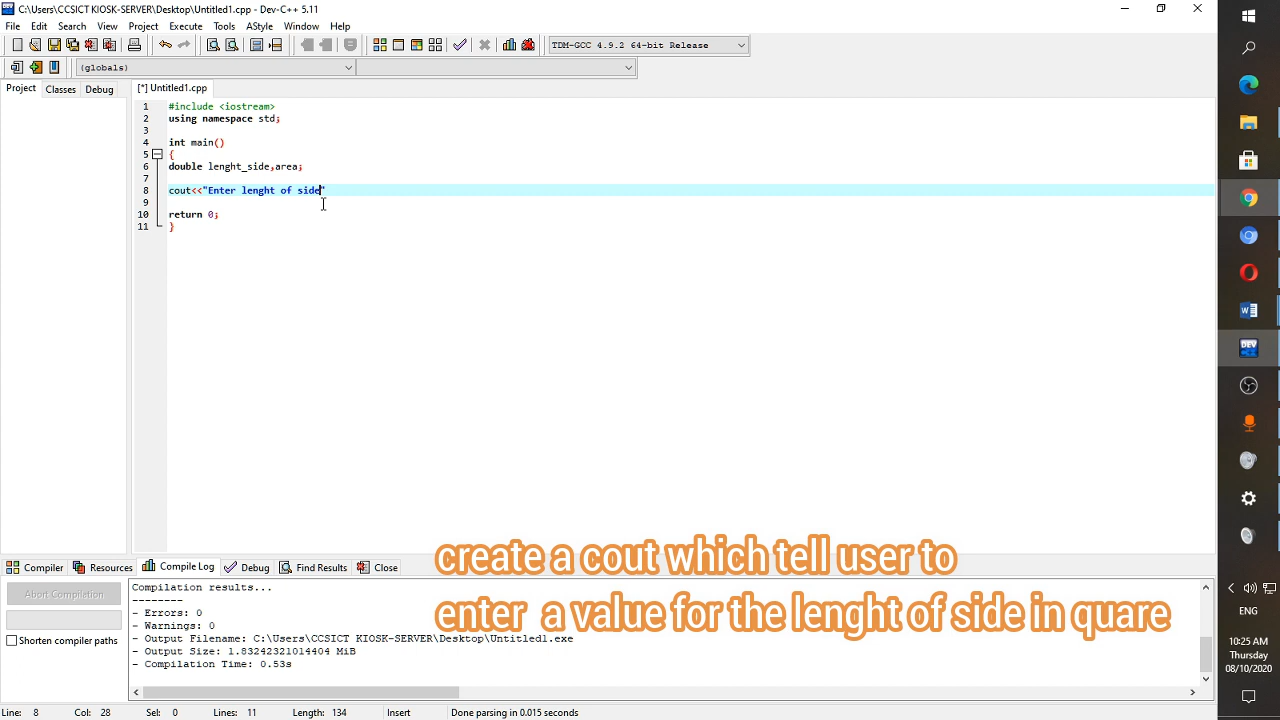 C:\Users\CCSICT KIOSK-SERVER\Desktop\Untitled1.cpp - Dev-C++ 5.11
File Edit Search View Project Execute Tools AStyle Window Help
TDM-GCC 4.9.2 64-bit Release
(globals)
Project Classes Debug
[*] Untitled1.cpp
1 #include <iostream>
2 using namespace std;
3
4 int main()
5 {
6 double lenght_side,area;
7
8 cout<<"Enter lenght of side"
9
10 return 0;
11 }
create a cout which tell user to
enter a value for the lenght of side in quare
Compiler Resources Compile Log Debug Find Results Close
Abort Compilation
Shorten compiler paths
Compilation results...
--------
- Errors: 0
- Warnings: 0
- Output Filename: C:\Users\CCSICT KIOSK-SERVER\Desktop\Untitled1.exe
- Output Size: 1.83242321014404 MiB
- Compilation Time: 0.53s
Line: 8 Col: 28 Sel: 0 Lines: 11 Length: 134 Insert Done parsing in 0.015 seconds
DEV
ENG
10:25 AM
Thursday
08/10/2020